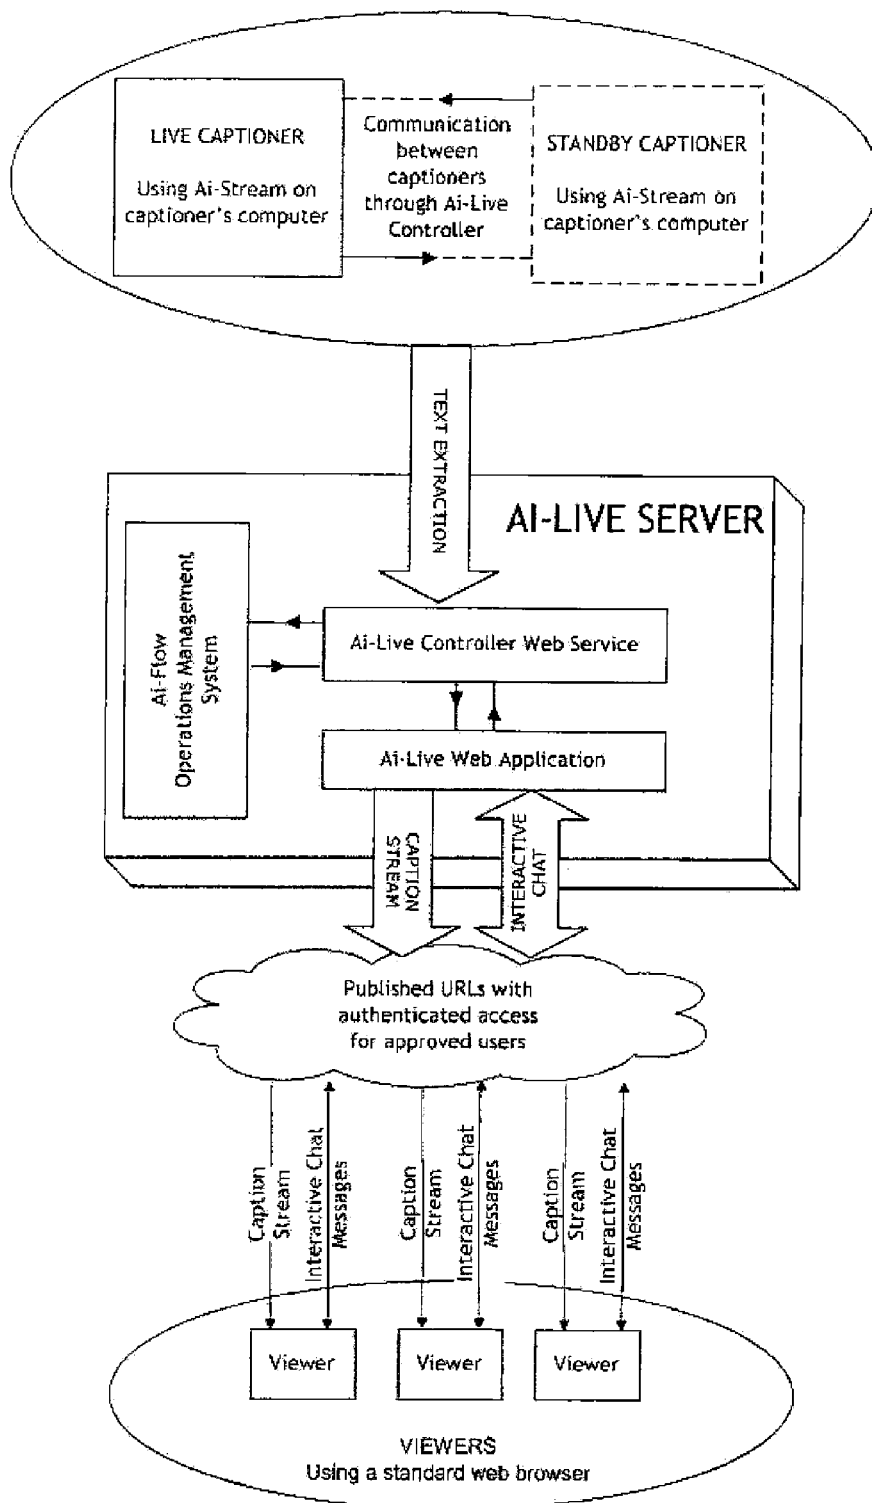 LIVE CAPTIONER
Using Ai-Stream on
captioner's computer
Communication
between
captioners
through Ai-Live
Controller
STANDBY CAPTIONER
Using Ai-Stream on
captioner's computer
TEXT EXTRACTION
AI-LIVE SERVER
Ai-Flow
Operations Management
System
Ai-Live Controller Web Service
Ai-Live Web Application
CAPTION
STREAM
INTERACTIVE
CHAT
Published URLs with
authenticated access
for approved users
Caption
Stream
Interactive Chat
Messages
Caption
Stream
Interactive Chat
Messages
Caption
Stream
Interactive Chat
Messages
Viewer
Viewer
Viewer
VIEWERS
Using a standard web browser